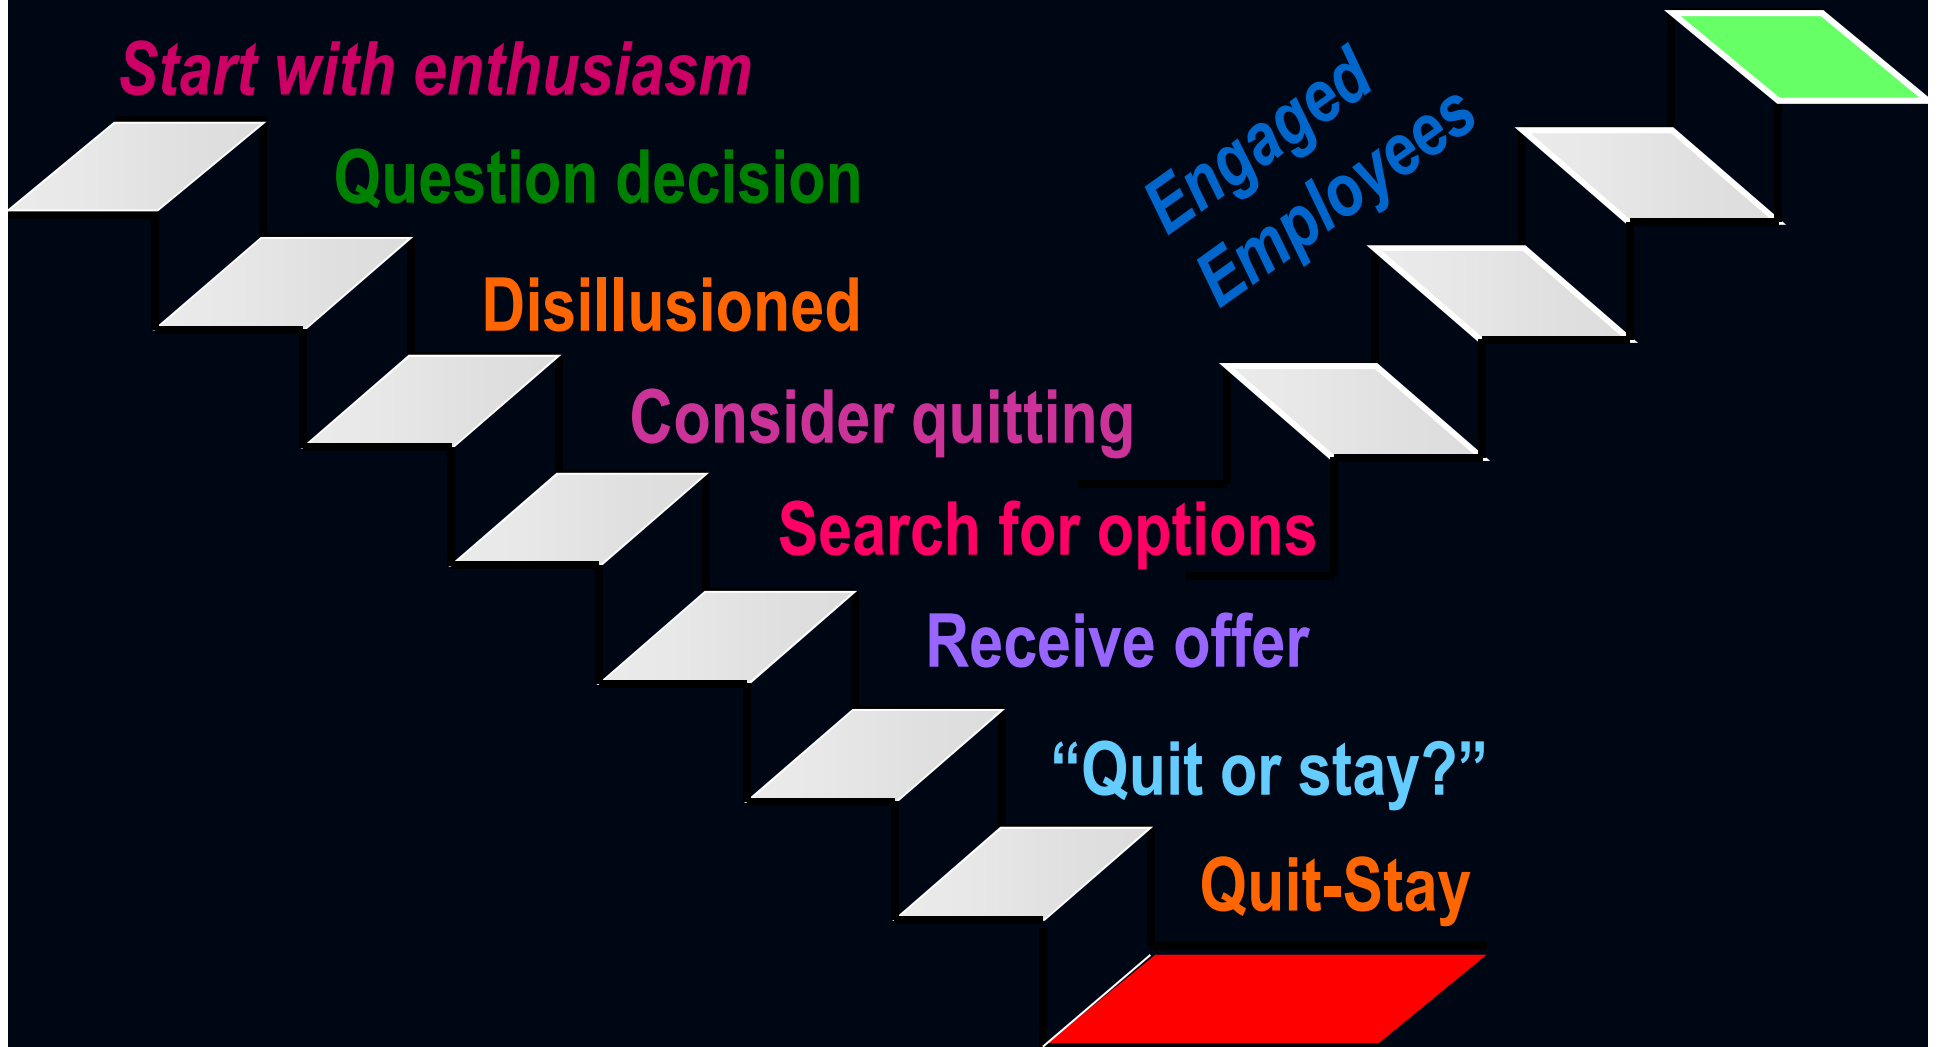 Start with enthusiasm
Question decision
Disillusioned
Consider quitting
Search for options
Receive offer
“Quit or stay?”
Quit-Stay
Engaged
Employees